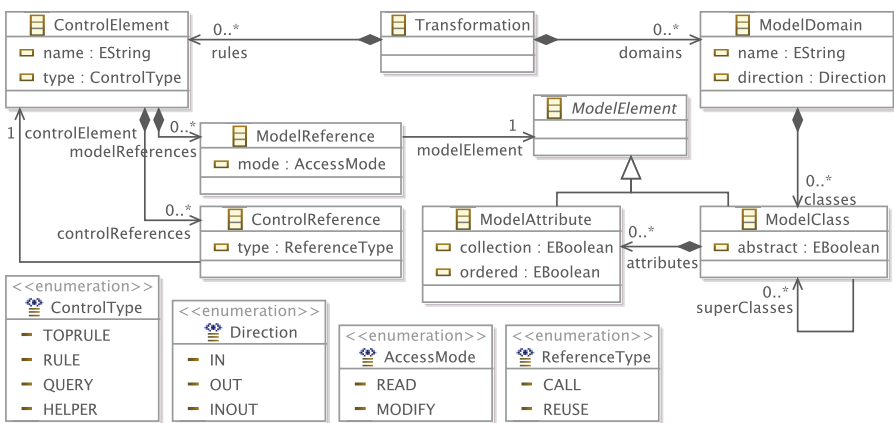 ControlElement
name : EString
type : ControlType
0..*
rules
Transformation
0..*
domains
ModelDomain
name : EString
direction : Direction
1
controlElement
0..*
modelReferences
ModelReference
mode : AccessMode
1
modelElement
ModelElement
0..*
classes
0..*
controlReferences
ControlReference
type : ReferenceType
ModelAttribute
collection : EBoolean
ordered : EBoolean
0..*
attributes
ModelClass
abstract : EBoolean
0..*
superClasses
<<enumeration>>
ControlType
TOPRULE
RULE
QUERY
HELPER
<<enumeration>>
Direction
IN
OUT
INOUT
<<enumeration>>
AccessMode
READ
MODIFY
<<enumeration>>
ReferenceType
CALL
REUSE